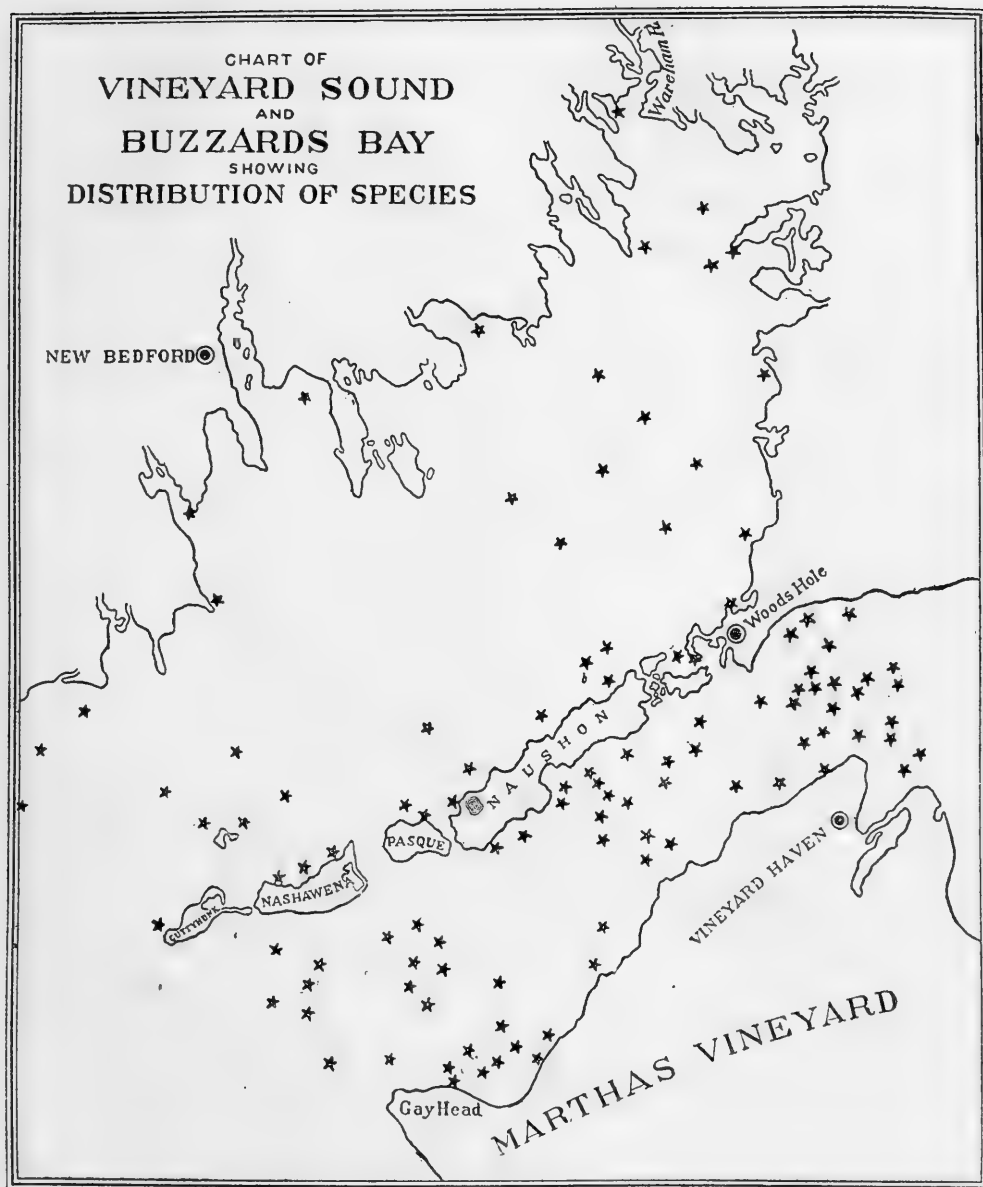 CHART OF
VINEYARD SOUND
AND
BUZZARDS BAY
SHOWING
DISTRIBUTION OF SPECIES
Wareham R.
NEW BEDFORD
Woods Hole
NAUSHON
PASQUE
NASHAWENA
CUTTYHUNK
VINEYARD HAVEN
MARTHAS VINEYARD
Gay Head